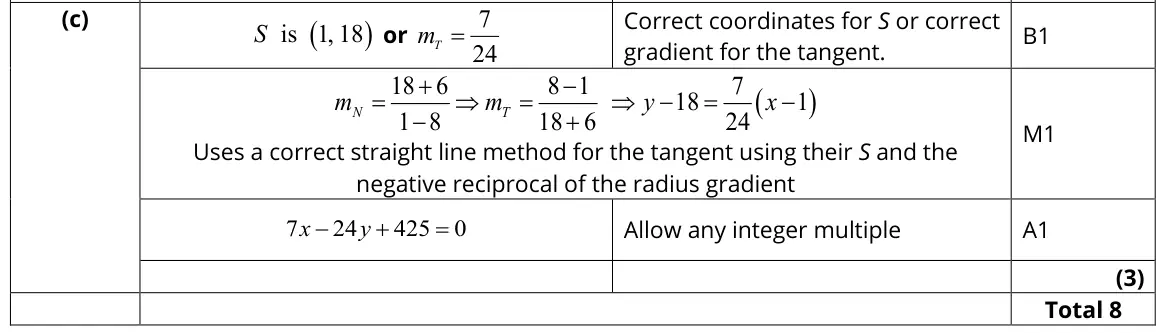 (c)
S is (1, 18) or m_T = 7/24
Correct coordinates for S or correct
gradient for the tangent.
B1
m_N = (18 + 6)/(1 − 8) ⇒ m_T = (8 − 1)/(18 + 6) ⇒ y − 18 = 7/24 (x − 1)
Uses a correct straight line method for the tangent using their S and the
negative reciprocal of the radius gradient
M1
7x − 24y + 425 = 0
Allow any integer multiple
A1
(3)
Total 8